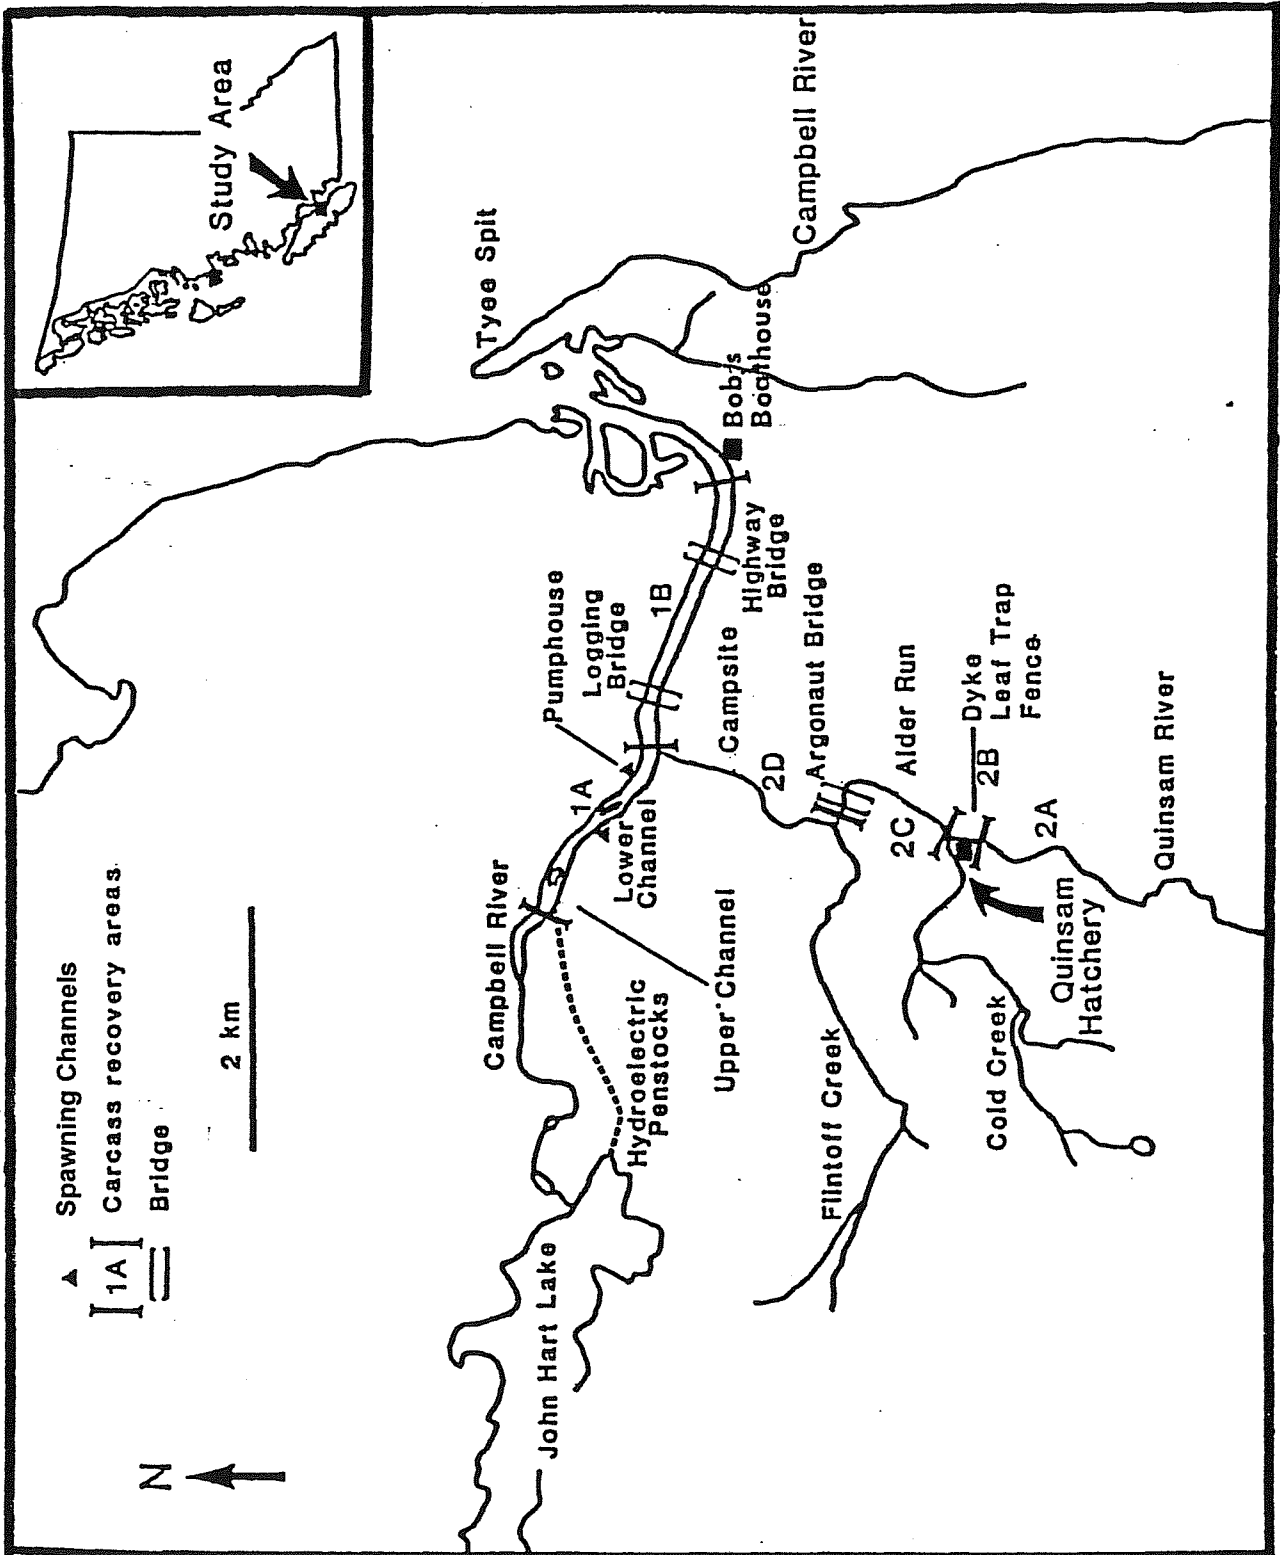 N
Spawning Channels
1A
Carcass recovery areas
Bridge
2 km
Study Area
Tyee Spit
Campbell River
John Hart Lake
Campbell River
Hydroelectric
Penstocks
Upper Channel
1A
Lower
Channel
Pumphouse
Logging
Bridge
1B
Highway
Bridge
Bob's
Boathouse
Campsite
2D
Argonaut Bridge
Flintoff Creek
2C
Alder Run
Dyke
Leaf Trap
Fence
2B
2A
Cold Creek
Quinsam
Hatchery
Quinsam River